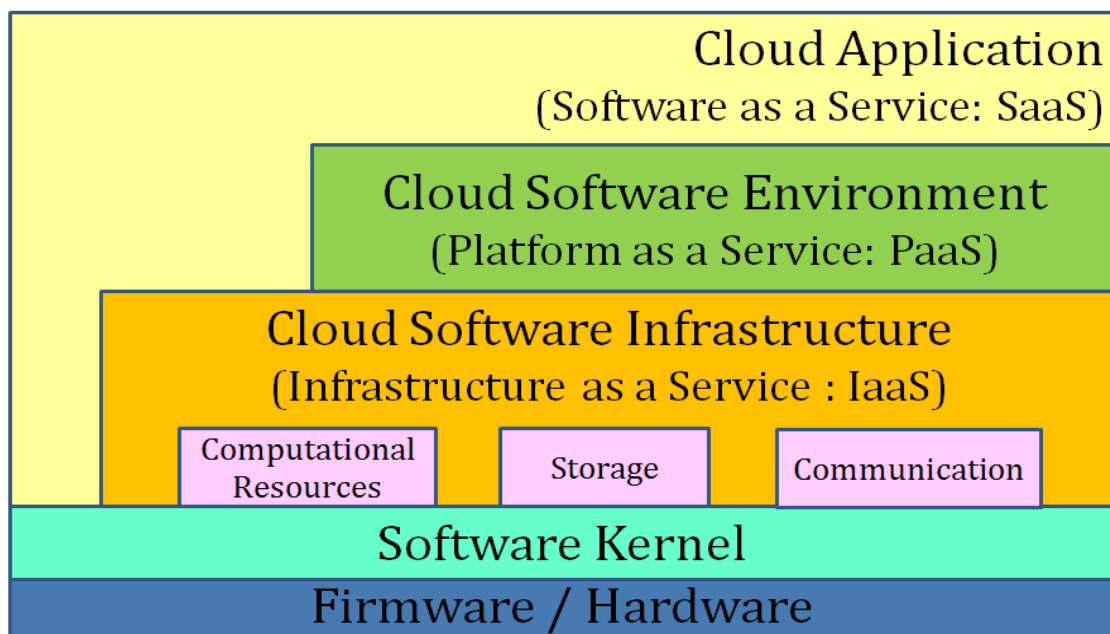 Cloud Application
(Software as a Service: SaaS)
Cloud Software Environment
(Platform as a Service: PaaS)
Cloud Software Infrastructure
(Infrastructure as a Service : IaaS)
Computational
Resources
Storage
Communication
Software Kernel
Firmware / Hardware